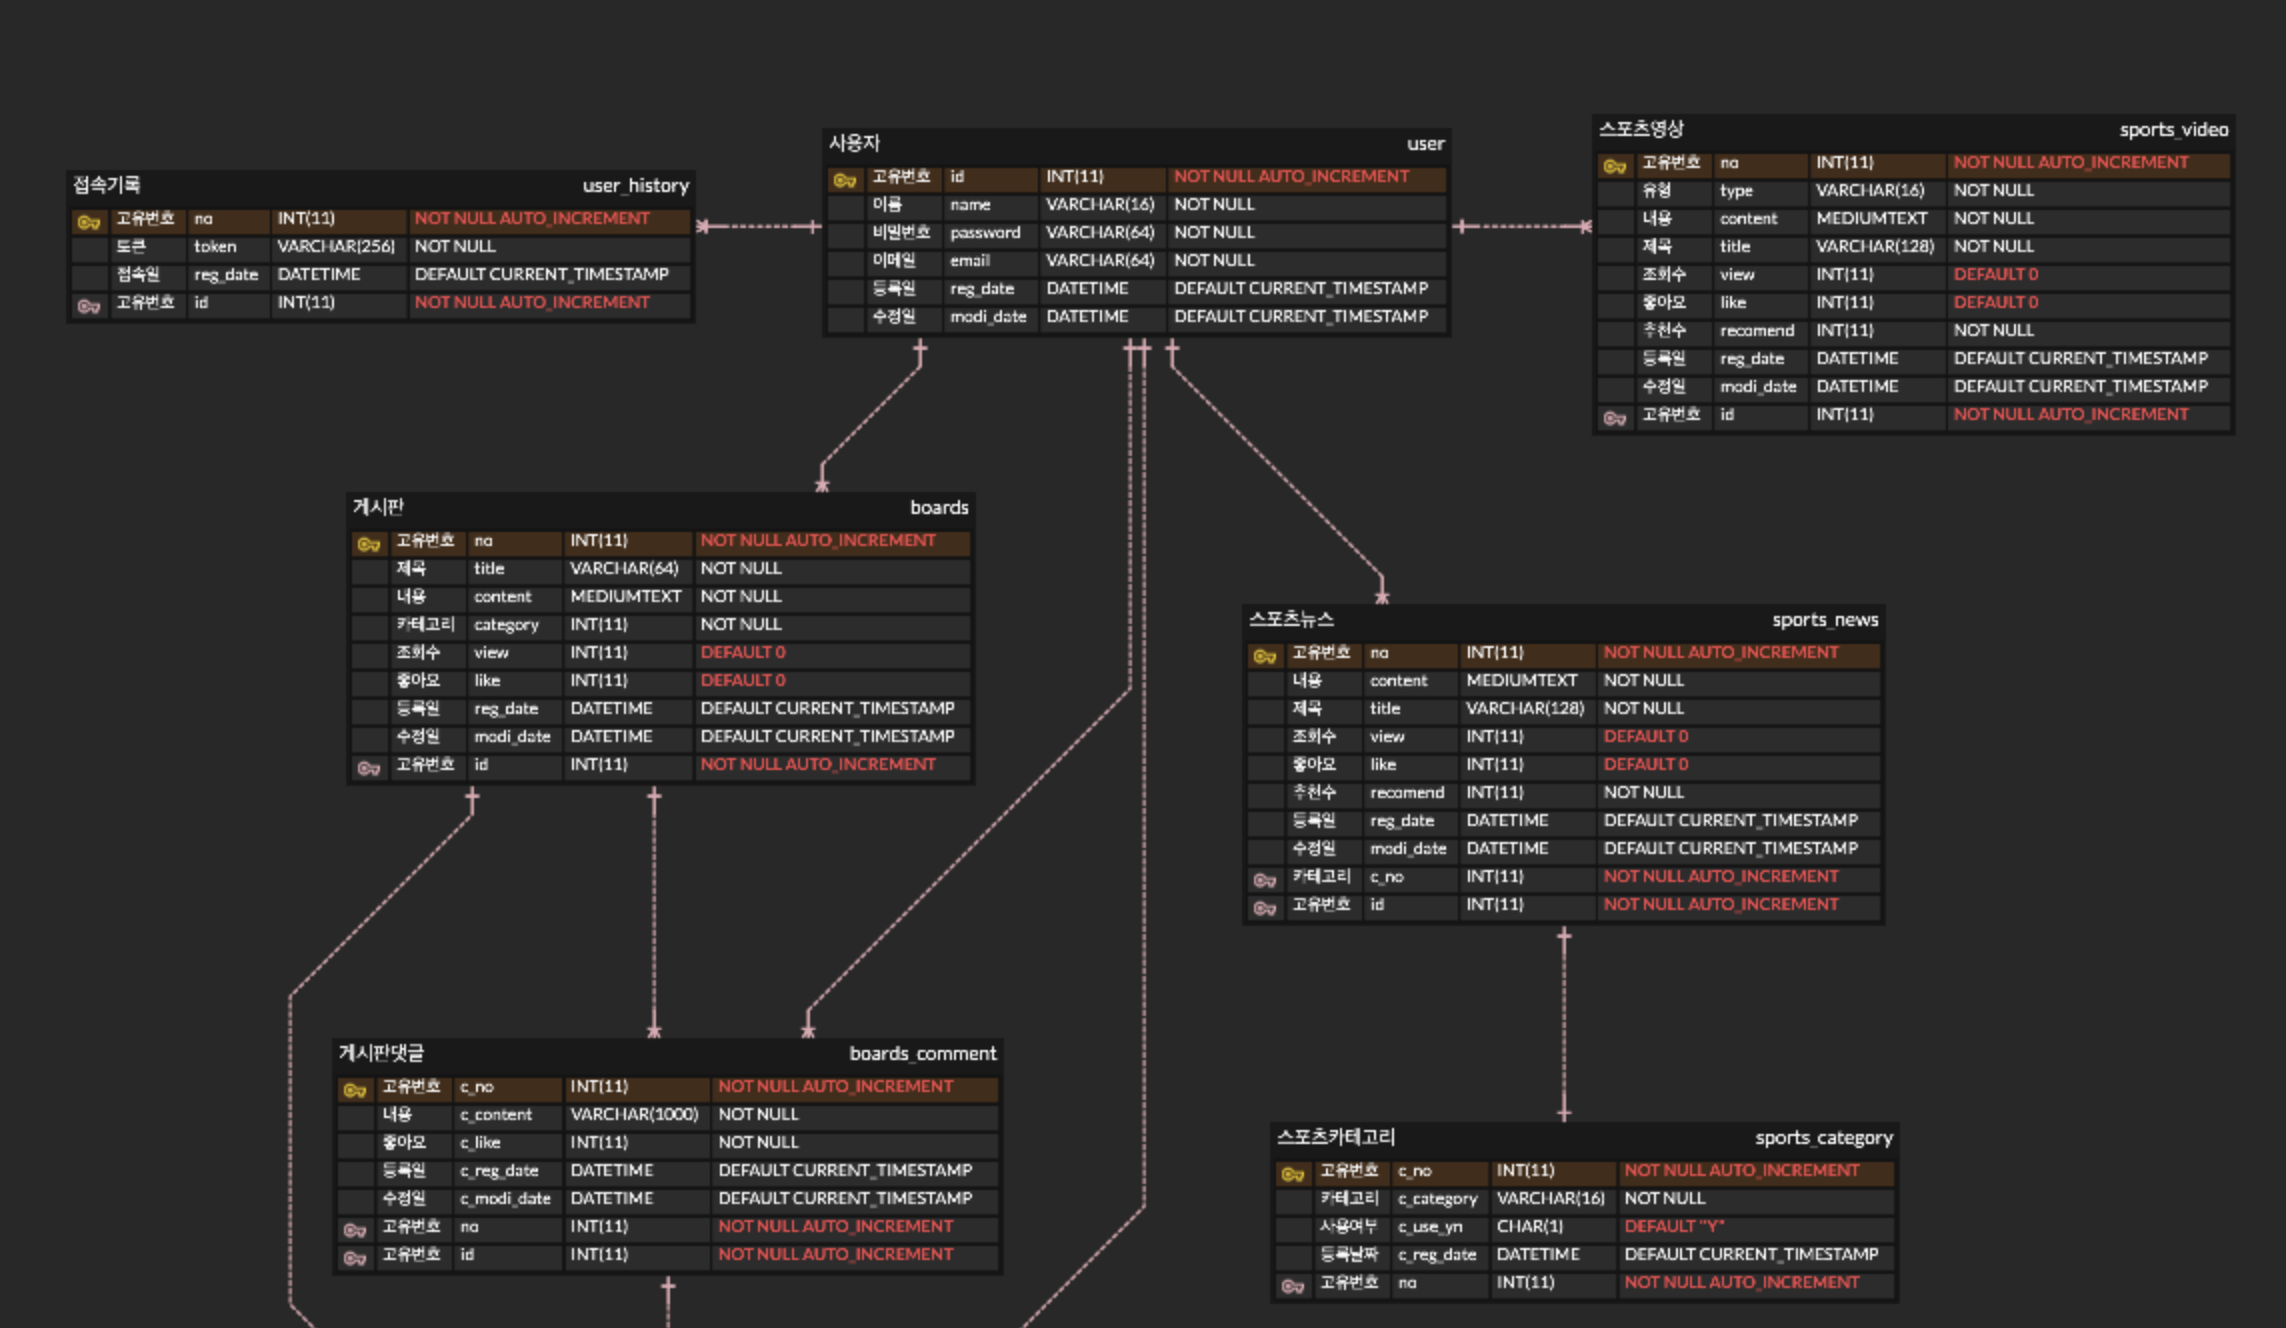 접속기록 user_history
고유번호 no INT(11) NOT NULL AUTO_INCREMENT
토큰 token VARCHAR(256) NOT NULL
접속일 reg_date DATETIME DEFAULT CURRENT_TIMESTAMP
고유번호 id INT(11) NOT NULL AUTO_INCREMENT
사용자 user
고유번호 id INT(11) NOT NULL AUTO_INCREMENT
이름 name VARCHAR(16) NOT NULL
비밀번호 password VARCHAR(64) NOT NULL
이메일 email VARCHAR(64) NOT NULL
등록일 reg_date DATETIME DEFAULT CURRENT_TIMESTAMP
수정일 modi_date DATETIME DEFAULT CURRENT_TIMESTAMP
스포츠영상 sports_video
고유번호 no INT(11) NOT NULL AUTO_INCREMENT
유형 type VARCHAR(16) NOT NULL
내용 content MEDIUMTEXT NOT NULL
제목 title VARCHAR(128) NOT NULL
조회수 view INT(11) DEFAULT 0
좋아요 like INT(11) DEFAULT 0
추천수 recomend INT(11) NOT NULL
등록일 reg_date DATETIME DEFAULT CURRENT_TIMESTAMP
수정일 modi_date DATETIME DEFAULT CURRENT_TIMESTAMP
고유번호 id INT(11) NOT NULL AUTO_INCREMENT
게시판 boards
고유번호 no INT(11) NOT NULL AUTO_INCREMENT
제목 title VARCHAR(64) NOT NULL
내용 content MEDIUMTEXT NOT NULL
카테고리 category INT(11) NOT NULL
조회수 view INT(11) DEFAULT 0
좋아요 like INT(11) DEFAULT 0
등록일 reg_date DATETIME DEFAULT CURRENT_TIMESTAMP
수정일 modi_date DATETIME DEFAULT CURRENT_TIMESTAMP
고유번호 id INT(11) NOT NULL AUTO_INCREMENT
스포츠뉴스 sports_news
고유번호 no INT(11) NOT NULL AUTO_INCREMENT
내용 content MEDIUMTEXT NOT NULL
제목 title VARCHAR(128) NOT NULL
조회수 view INT(11) DEFAULT 0
좋아요 like INT(11) DEFAULT 0
추천수 recomend INT(11) NOT NULL
등록일 reg_date DATETIME DEFAULT CURRENT_TIMESTAMP
수정일 modi_date DATETIME DEFAULT CURRENT_TIMESTAMP
카테고리 c_no INT(11) NOT NULL AUTO_INCREMENT
고유번호 id INT(11) NOT NULL AUTO_INCREMENT
게시판댓글 boards_comment
고유번호 c_no INT(11) NOT NULL AUTO_INCREMENT
내용 c_content VARCHAR(1000) NOT NULL
좋아요 c_like INT(11) NOT NULL
등록일 c_reg_date DATETIME DEFAULT CURRENT_TIMESTAMP
수정일 c_modi_date DATETIME DEFAULT CURRENT_TIMESTAMP
고유번호 no INT(11) NOT NULL AUTO_INCREMENT
고유번호 id INT(11) NOT NULL AUTO_INCREMENT
스포츠카테고리 sports_category
고유번호 c_no INT(11) NOT NULL AUTO_INCREMENT
카테고리 c_category VARCHAR(16) NOT NULL
사용여부 c_use_yn CHAR(1) DEFAULT "Y"
등록날짜 c_reg_date DATETIME DEFAULT CURRENT_TIMESTAMP
고유번호 no INT(11) NOT NULL AUTO_INCREMENT